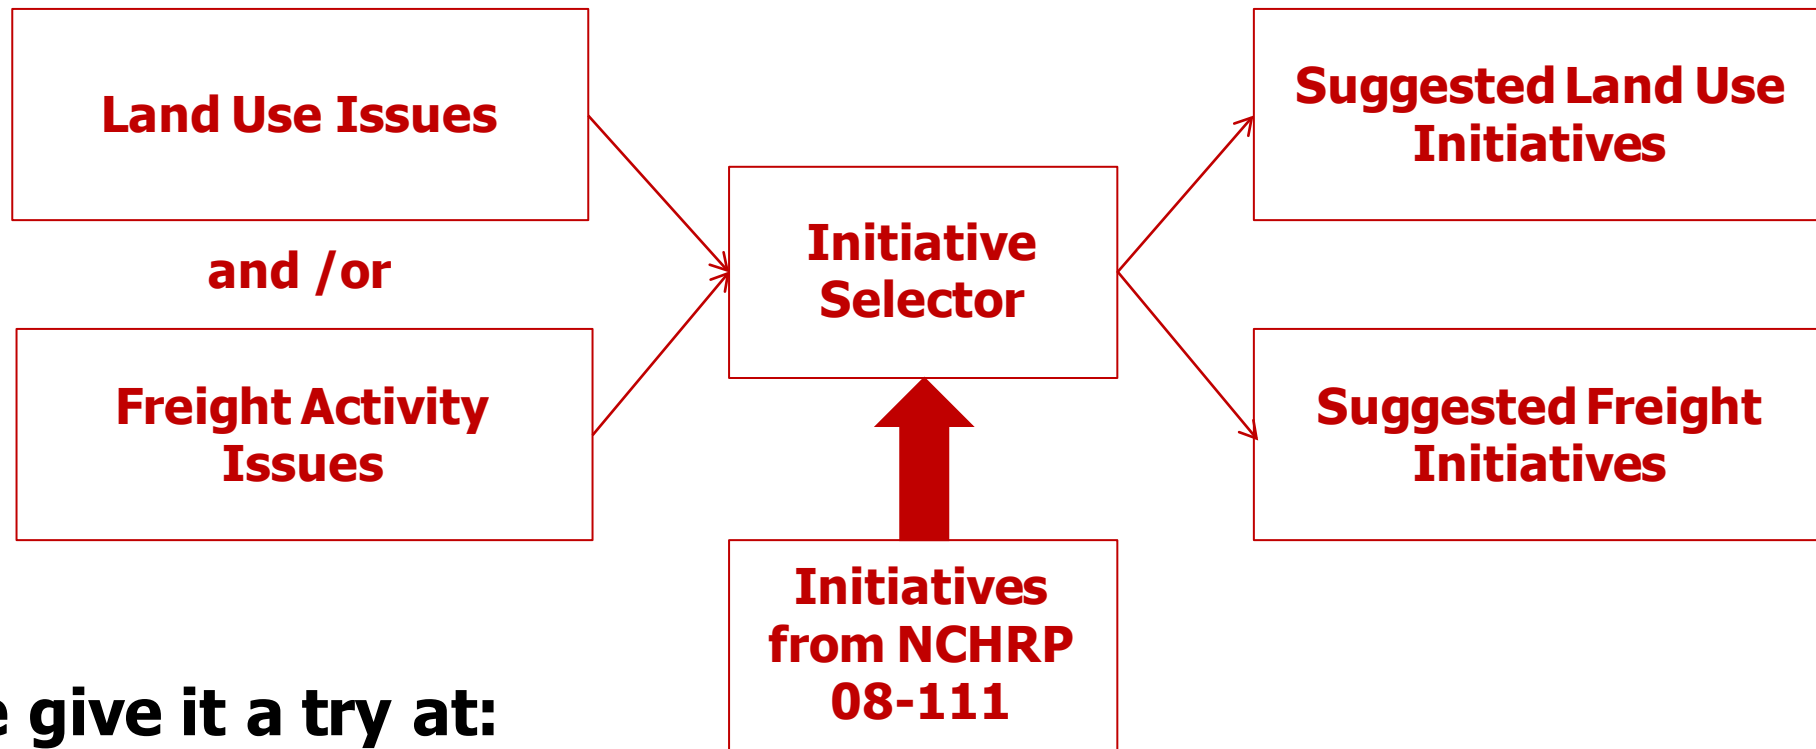 Land Use Issues
and /or
Freight Activity
Issues
Initiative
Selector
Initiatives
from NCHRP
08-111
Suggested Land Use
Initiatives
Suggested Freight
Initiatives
give it a try at: